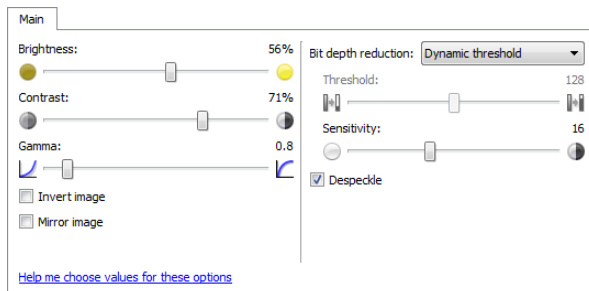 Main
Brightness: 56%
Contrast: 71%
Gamma: 0.8
Invert image
Mirror image
Help me choose values for these options
Bit depth reduction: Dynamic threshold
Threshold: 128
Sensitivity: 16
Despeckle